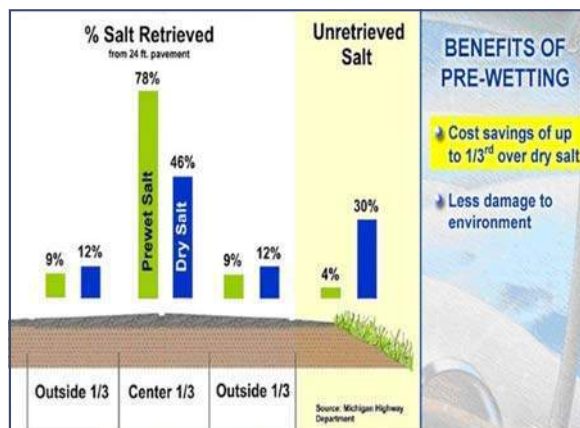 % Salt Retrieved
from 24 ft. pavement
78%
46%
9%
12%
9%
12%
Prewet Salt
Dry Salt
Outside 1/3
Center 1/3
Outside 1/3
Unretrieved
Salt
30%
4%
Source: Michigan Highway
Department
BENEFITS OF
PRE-WETTING
Cost savings of up
to 1/3rd over dry salt
Less damage to
environment